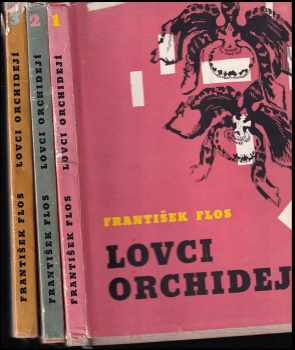 3
LOVCI ORCHIDEJÍ
FRANTIŠEK FLOS
2
LOVCI ORCHIDEJÍ
FRANTIŠEK FLOS
1
LOVCI ORCHIDEJÍ
FRANTIŠEK FLOS
FRANTIŠEK FLOS
LOVCI
ORCHIDEJ